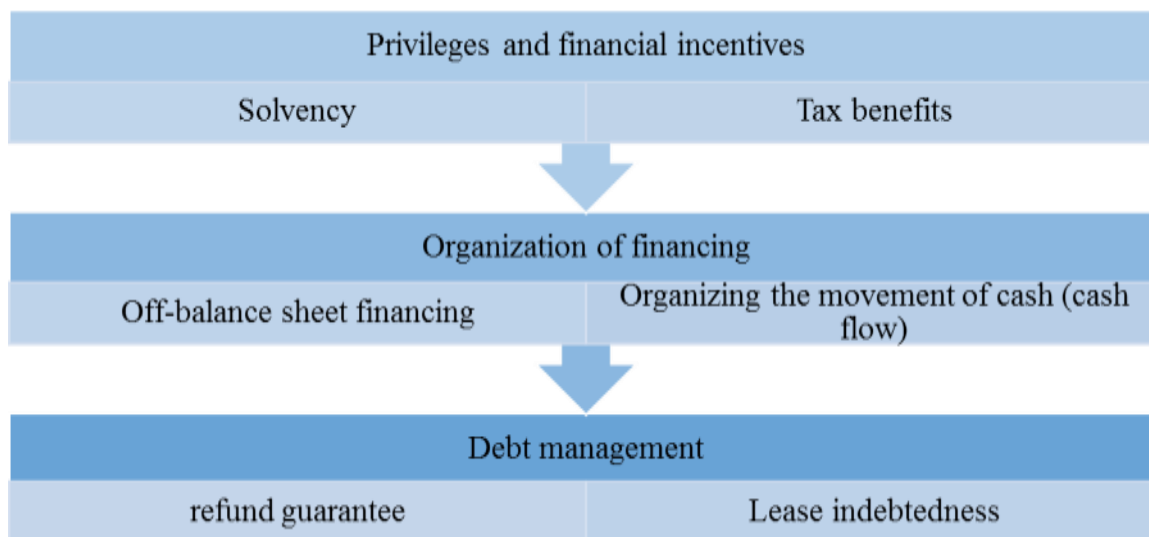 Privileges and financial incentives
Solvency
Tax benefits
Organization of financing
Off-balance sheet financing
Organizing the movement of cash (cash
flow)
Debt management
refund guarantee
Lease indebtedness